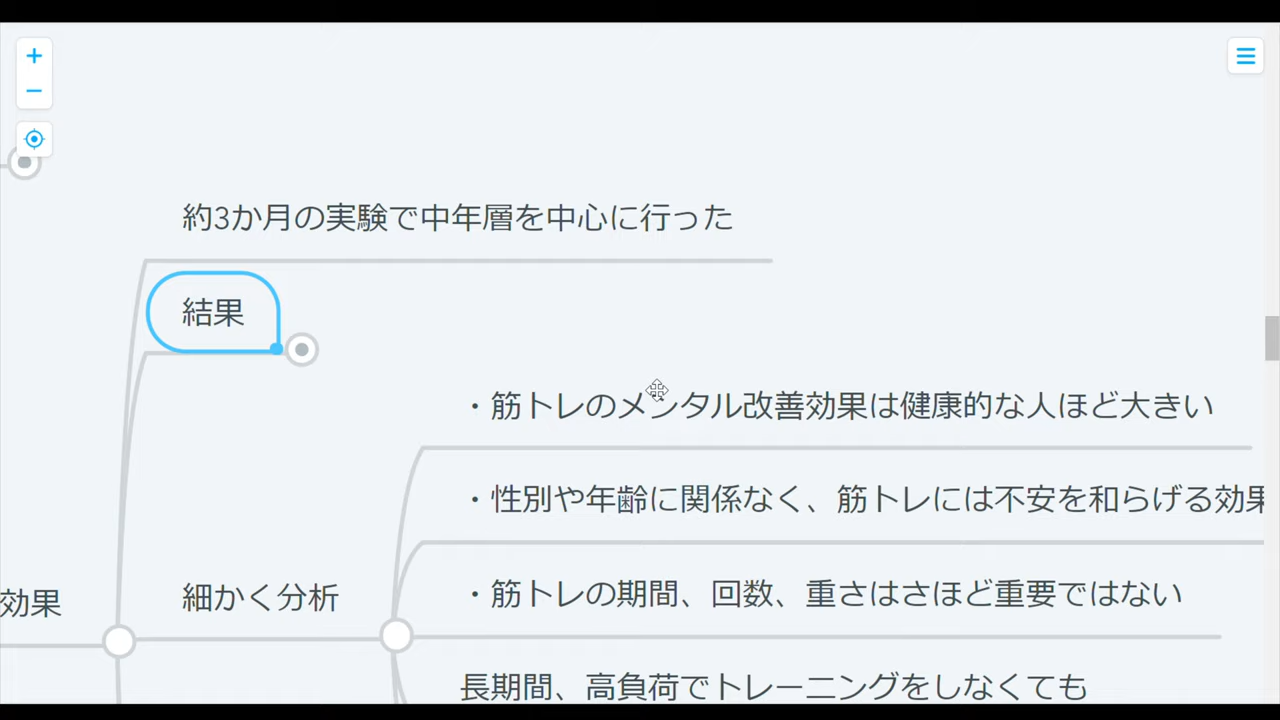 約3か月の実験で中年層を中心に行った
結果
・筋トレのメンタル改善効果は健康的な人ほど大きい
・性別や年齢に関係なく、筋トレには不安を和らげる効果
効果
細かく分析
・筋トレの期間、回数、重さはさほど重要ではない
長期間、高負荷でトレーニングをしなくても